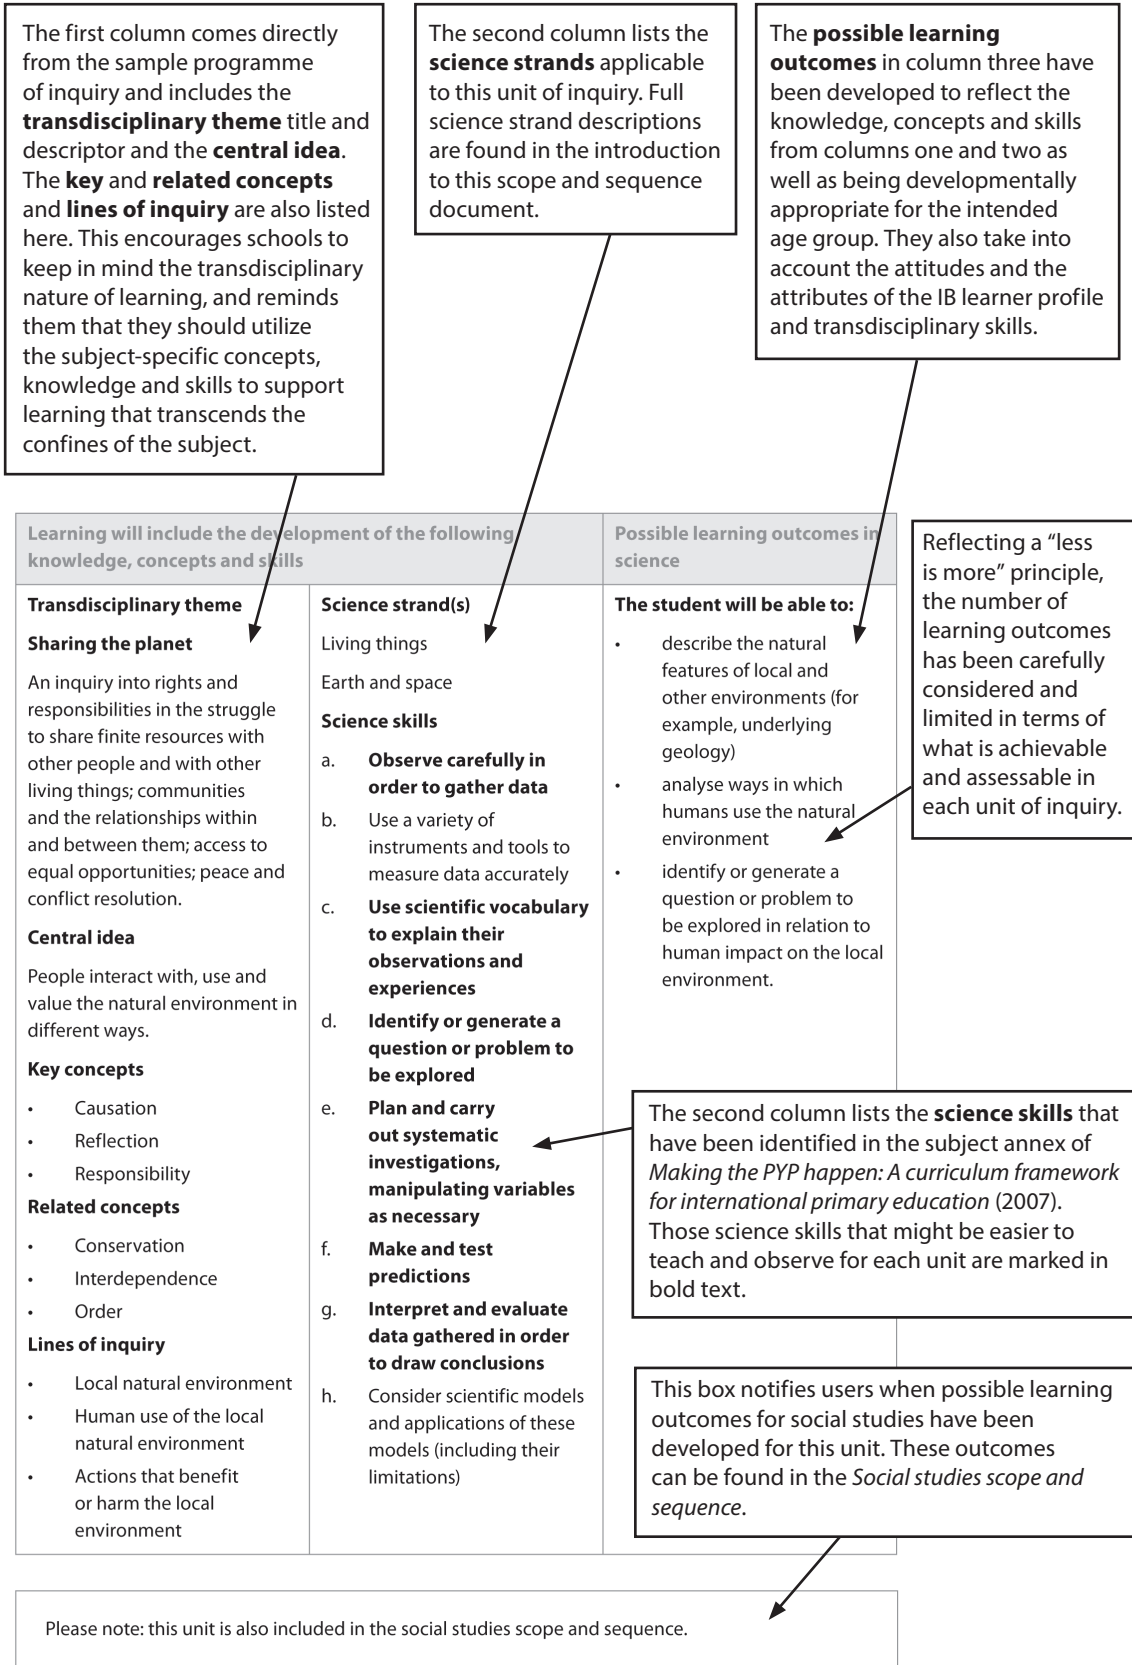 The first column comes directly
from the sample programme
of inquiry and includes the
transdisciplinary theme title and
descriptor and the central idea.
The key and related concepts
and lines of inquiry are also listed
here. This encourages schools to
keep in mind the transdisciplinary
nature of learning, and reminds
them that they should utilize
the subject-specific concepts,
knowledge and skills to support
learning that transcends the
confines of the subject.
The second column lists the
science strands applicable
to this unit of inquiry. Full
science strand descriptions
are found in the introduction
to this scope and sequence
document.
The possible learning
outcomes in column three have
been developed to reflect the
knowledge, concepts and skills
from columns one and two as
well as being developmentally
appropriate for the intended
age group. They also take into
account the attitudes and the
attributes of the IB learner profile
and transdisciplinary skills.
Learning will include the development of the following
knowledge, concepts and skills
Possible learning outcomes in
science
Transdisciplinary theme
Sharing the planet
An inquiry into rights and
responsibilities in the struggle
to share finite resources with
other people and with other
living things; communities
and the relationships within
and between them; access to
equal opportunities; peace and
conflict resolution.
Central idea
People interact with, use and
value the natural environment in
different ways.
Key concepts
• Causation
• Reflection
• Responsibility
Related concepts
• Conservation
• Interdependence
• Order
Lines of inquiry
• Local natural environment
• Human use of the local
natural environment
• Actions that benefit
or harm the local
environment
Science strand(s)
Living things
Earth and space
Science skills
a. Observe carefully in
order to gather data
b. Use a variety of
instruments and tools to
measure data accurately
c. Use scientific vocabulary
to explain their
observations and
experiences
d. Identify or generate a
question or problem to
be explored
e. Plan and carry
out systematic
investigations,
manipulating variables
as necessary
f. Make and test
predictions
g. Interpret and evaluate
data gathered in order
to draw conclusions
h. Consider scientific models
and applications of these
models (including their
limitations)
The student will be able to:
• describe the natural
features of local and
other environments (for
example, underlying
geology)
• analyse ways in which
humans use the natural
environment
• identify or generate a
question or problem to
be explored in relation to
human impact on the local
environment.
Reflecting a “less
is more” principle,
the number of
learning outcomes
has been carefully
considered and
limited in terms of
what is achievable
and assessable in
each unit of inquiry.
The second column lists the science skills that
have been identified in the subject annex of
Making the PYP happen: A curriculum framework
for international primary education (2007).
Those science skills that might be easier to
teach and observe for each unit are marked in
bold text.
This box notifies users when possible learning
outcomes for social studies have been
developed for this unit. These outcomes
can be found in the Social studies scope and
sequence.
Please note: this unit is also included in the social studies scope and sequence.